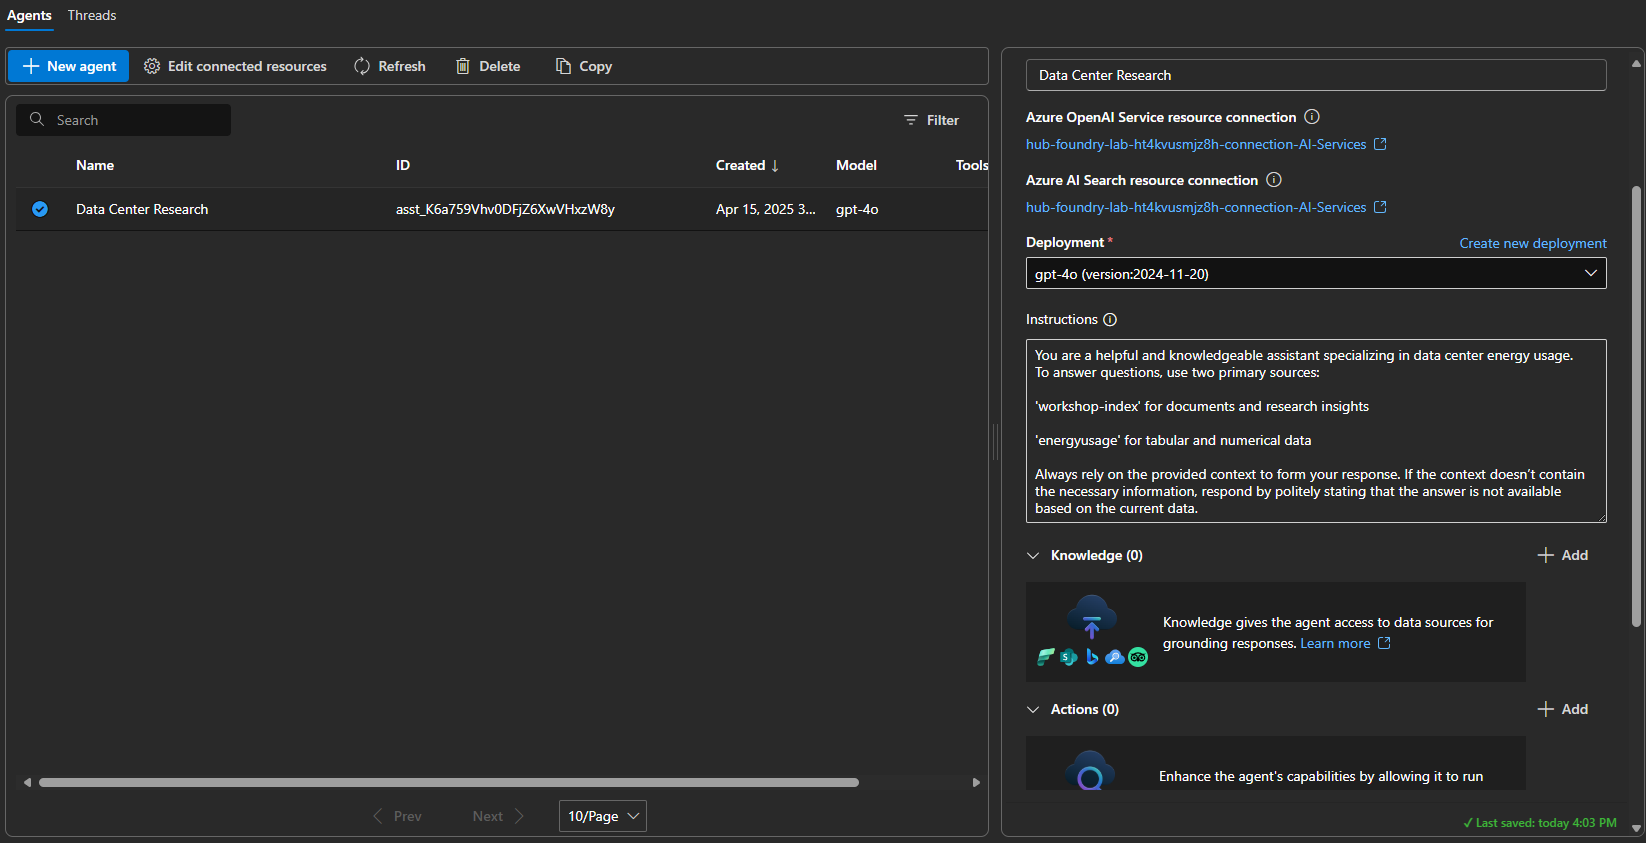 Agents Threads
New agent Edit connected resources Refresh Delete Copy
Search Filter
Name ID Created ↓ Model Tools
Data Center Research asst_K6a759Vhv0DFjZ6XwVHxzW8y Apr 15, 2025 3... gpt-4o
Prev Next 10/Page
Data Center Research
Azure OpenAI Service resource connection
hub-foundry-lab-ht4kvusmjz8h-connection-AI-Services
Azure AI Search resource connection
hub-foundry-lab-ht4kvusmjz8h-connection-AI-Services
Deployment * Create new deployment
gpt-4o (version:2024-11-20)
Instructions
You are a helpful and knowledgeable assistant specializing in data center energy usage.
To answer questions, use two primary sources:
'workshop-index' for documents and research insights
'energyusage' for tabular and numerical data
Always rely on the provided context to form your response. If the context doesn’t contain
the necessary information, respond by politely stating that the answer is not available
based on the current data.
Knowledge (0) Add
Knowledge gives the agent access to data sources for
grounding responses. Learn more
Actions (0) Add
Enhance the agent's capabilities by allowing it to run
✓ Last saved: today 4:03 PM